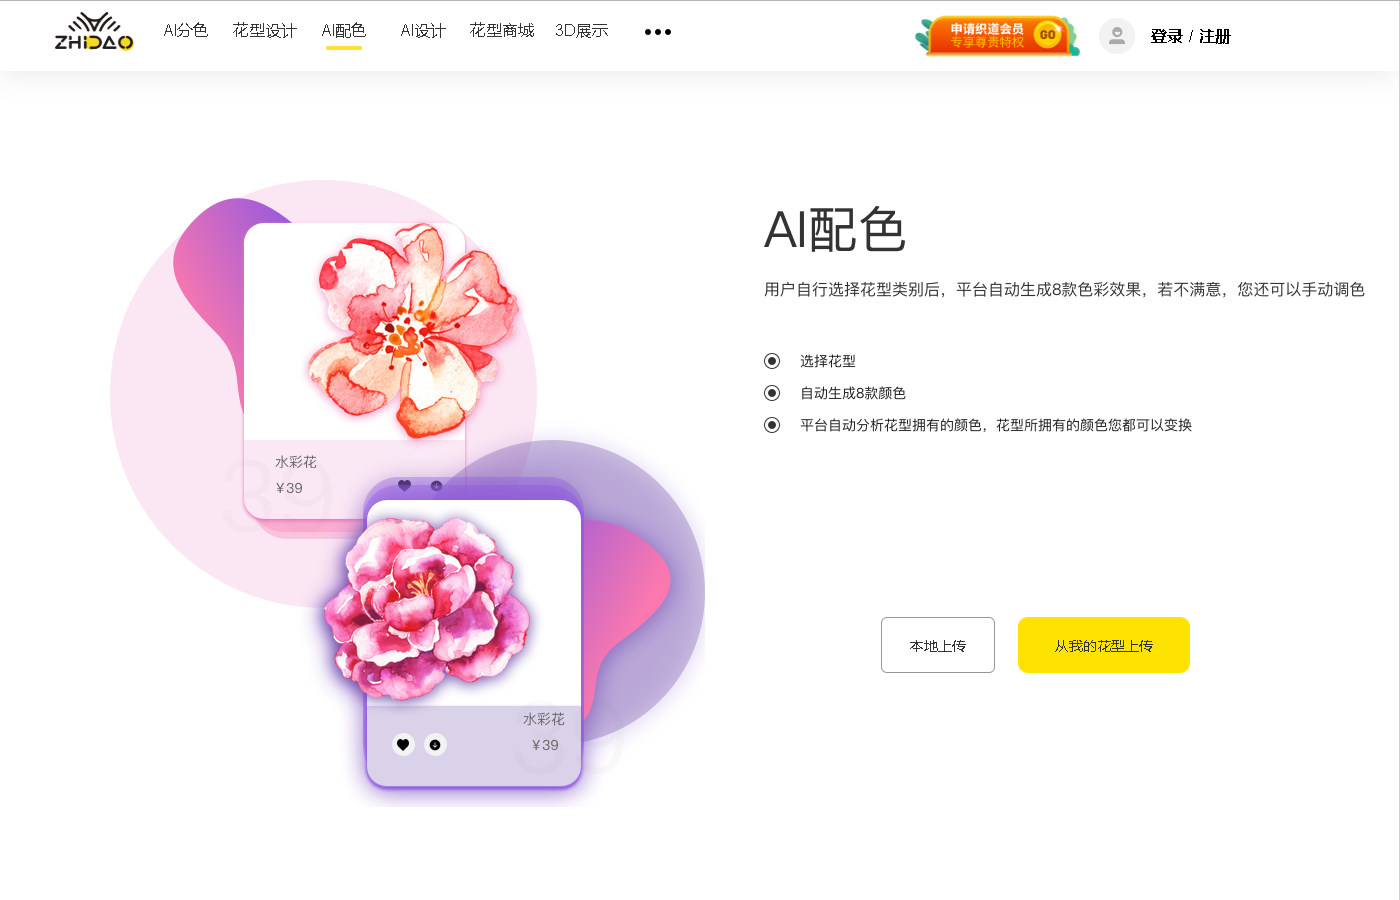 ZHIDAO
AI分色 花型设计 AI配色 AI设计 花型商城 3D展示
申请织道会员
专享尊贵特权
GO
登录 / 注册
AI配色
用户自行选择花型类别后，平台自动生成8款色彩效果，若不满意，您还可以手动调色
选择花型
自动生成8款颜色
平台自动分析花型拥有的颜色，花型所拥有的颜色您都可以变换
水彩花
¥39
39
水彩花
¥39
39
本地上传
从我的花型上传